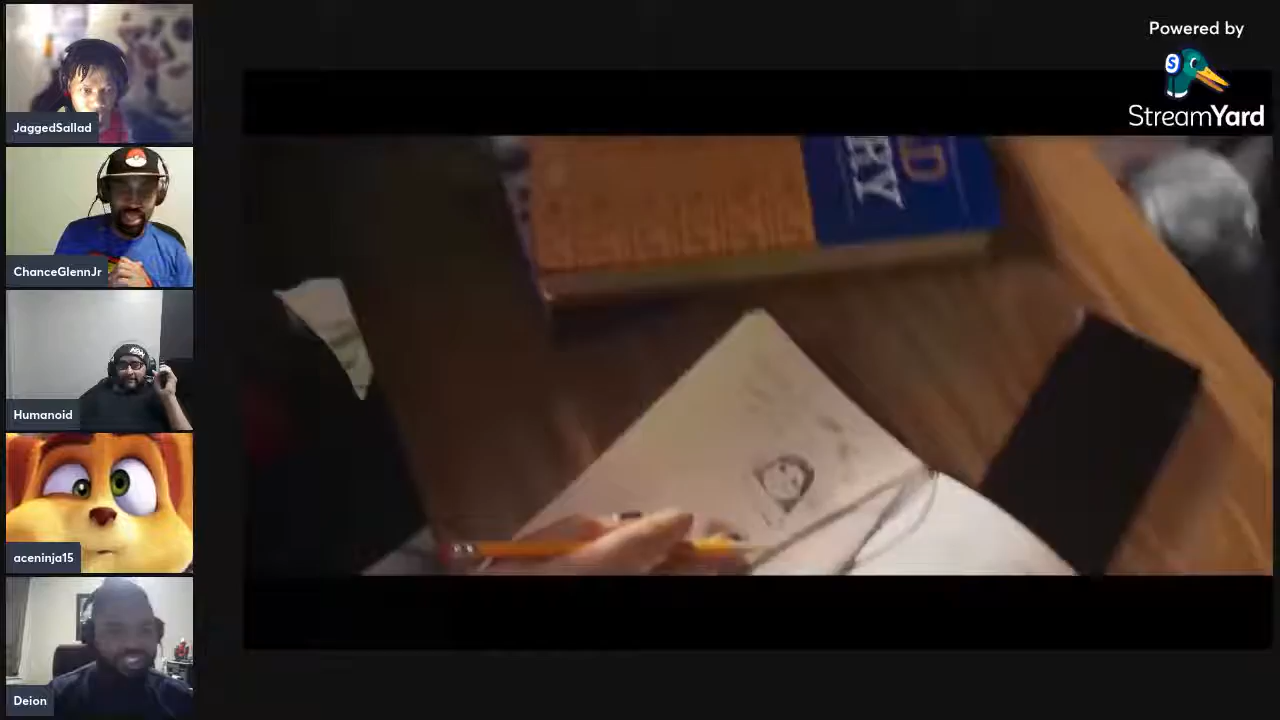 Powered by
StreamYard
JaggedSallad
ChanceGlennJr
Humanoid
aceninja15
Deion